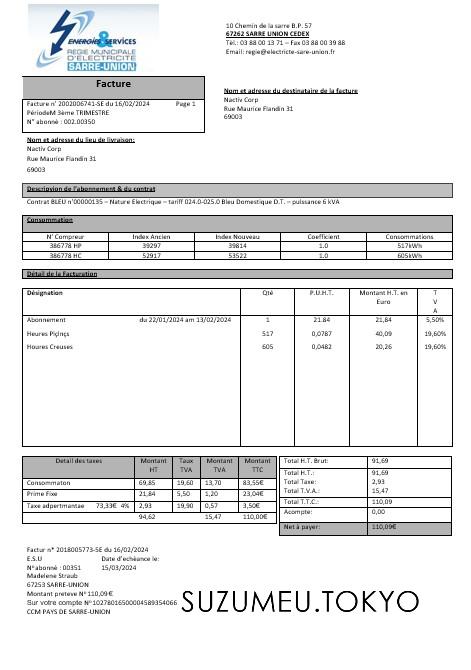 ENERGIES & SERVICES
REGIE MUNICIPALE
D'ELECTRICITE
SARRE-UNION
10 Chemin de la sarre B.P. 57
67262 SARRE UNION CEDEX
Tel.: 03 88 00 13 71 – Fax 03 88 00 39 88
Email: regie@electricte-sare-union.fr
Facture
Facture n° 2002006741-SE du 16/02/2024 Page 1
PériodeM 3ème TRIMESTRE
N° abonné : 002.00350
Nom et adresse du destinataire de la facture
Nactiv Corp
Rue Maurice Flandin 31
69003
Nom et adresse du lieu de livraison:
Nactiv Corp
Rue Maurice Flandin 31
69003
Descripvion de l'abonnement & du contrat
Contrat BLEU n°00000135 – Nature Electrique – tariff 024.0-025.0 Bleu Domestique D.T. – puissance 6 kVA
Consommation
N° Compreur Index Ancien Index Nouveau Coefficient Consommations
386778 HP 39297 39814 1.0 517kWh
386778 HC 52917 53522 1.0 605kWh
Détail de la Facturation
Désignation Qté P.U.H.T. Montant H.T. en Euro T V A
Abonnement du 22/01/2024 am 13/02/2024 1 21.84 21,84 5,50%
Heures Piçlnçs 517 0,0787 40,09 19,60%
Houres Creuses 605 0,0482 20,26 19,60%
Detail des taxes Montant HT Taux TVA Montant TVA Montant TTC
Consommaton 69,85 19,60 13,70 83,55€
Prime Fixe 21,84 5,50 1,20 23,04€
Taxe adpertmantae 73,33€ 4% 2,93 19,90 0,57 3,50€
94,62 15,47 110,00€
Total H.T. Brut: 91,69
Total H.T.: 91,69
Total Taxe: 2,93
Total T.V.A.: 15,47
Total T.T.C.: 110,09
Acompte: 0,00
Net à payer: 110,09€
Factur n° 2018005773-SE du 16/02/2024
E.S.U Date d'echèance le:
N°abonné : 00351 15/03/2024
Madelene Straub
67253 SARRE-UNION
Montant preteve N°110,09€
Sur votre compte N°10278016500004589354066
CCM PAYS DE SARRE-UNION
SUZUMEU.TOKYO